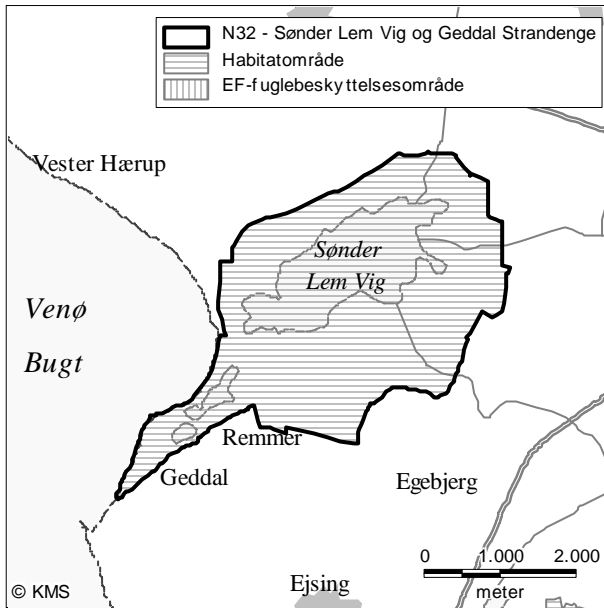 N32 - Sønder Lem Vig og Geddal Strandenge
Habitatområde
EF-fuglebeskyttelsesområde
Vester Hærup
Sønder
Lem Vig
Venø
Bugt
Remmer
Geddal
Egebjerg
0 1.000 2.000
meter
© KMS
Ejsing